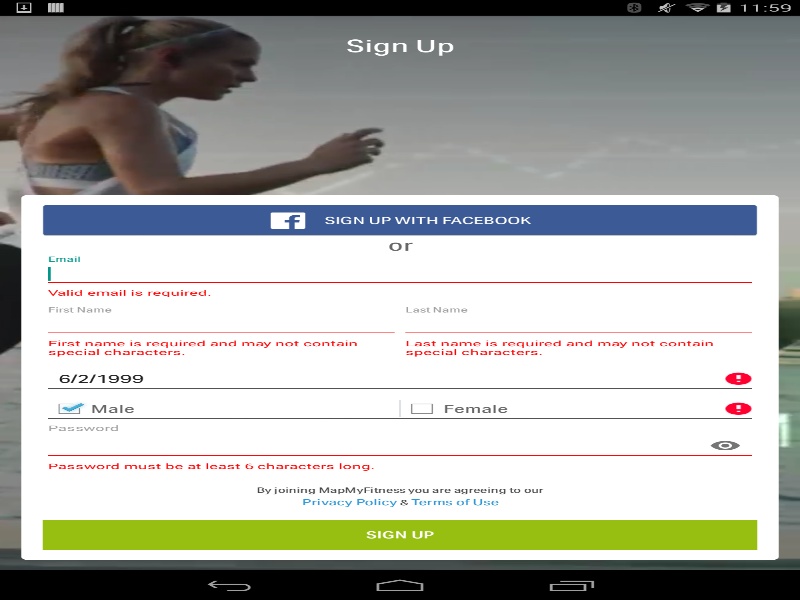 11:59
Sign Up
SIGN UP WITH FACEBOOK
or
Email
Valid email is required.
First Name
Last Name
First name is required and may not contain
special characters.
Last name is required and may not contain
special characters.
6/2/1999
Male
Female
Password
Password must be at least 6 characters long.
By joining MapMyFitness you are agreeing to our
Privacy Policy & Terms of Use
SIGN UP